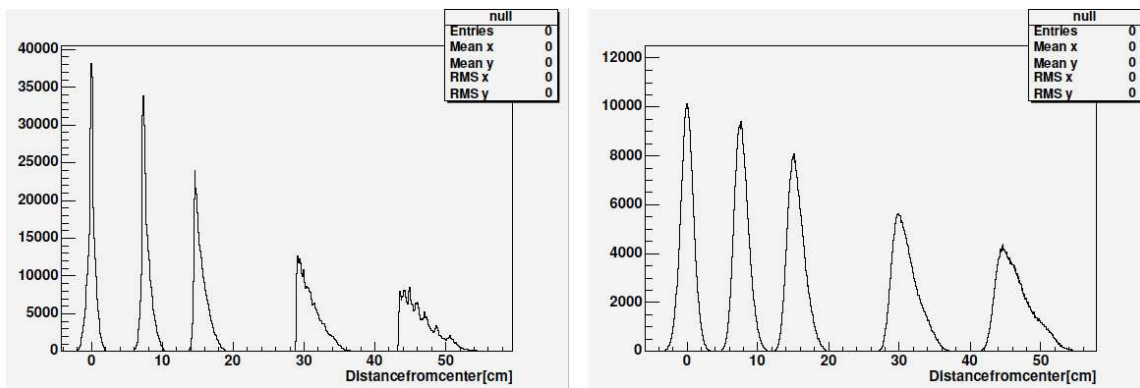 null
Entries 0
Mean x 0
Mean y 0
RMS x 0
RMS y 0
40000
35000
30000
25000
20000
15000
10000
5000
0
0 10 20 30 40 50
Distancefromcenter[cm]
null
Entries 0
Mean x 0
Mean y 0
RMS x 0
RMS y 0
12000
10000
8000
6000
4000
2000
0
0 10 20 30 40 50
Distancefromcenter[cm]